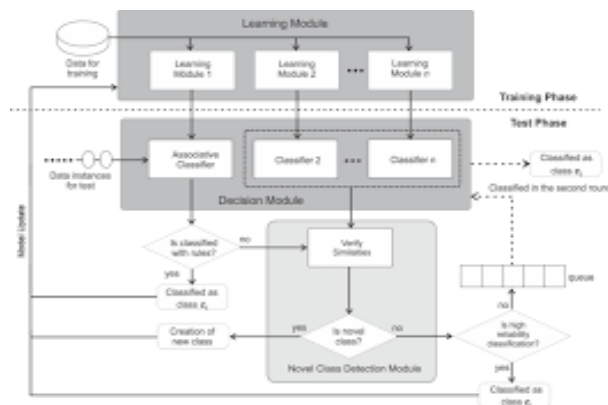 Learning Module
Data for
training
Learning
Module 1
Learning
Module 2
Learning
Module n
Training Phase
Test Phase
Data instances
for test
Associative
Classifier
Classifier 2
Classifier n
Classified as
Decision Module
Classified in the second round
Model Update
Is classified
with rules?
no
yes
Classified as
Verify
Similarities
Is novel
class?
yes
no
Creation of
new class
Novel Class Detection Module
queue
no
Is high
reliability
classification?
yes
Classified as